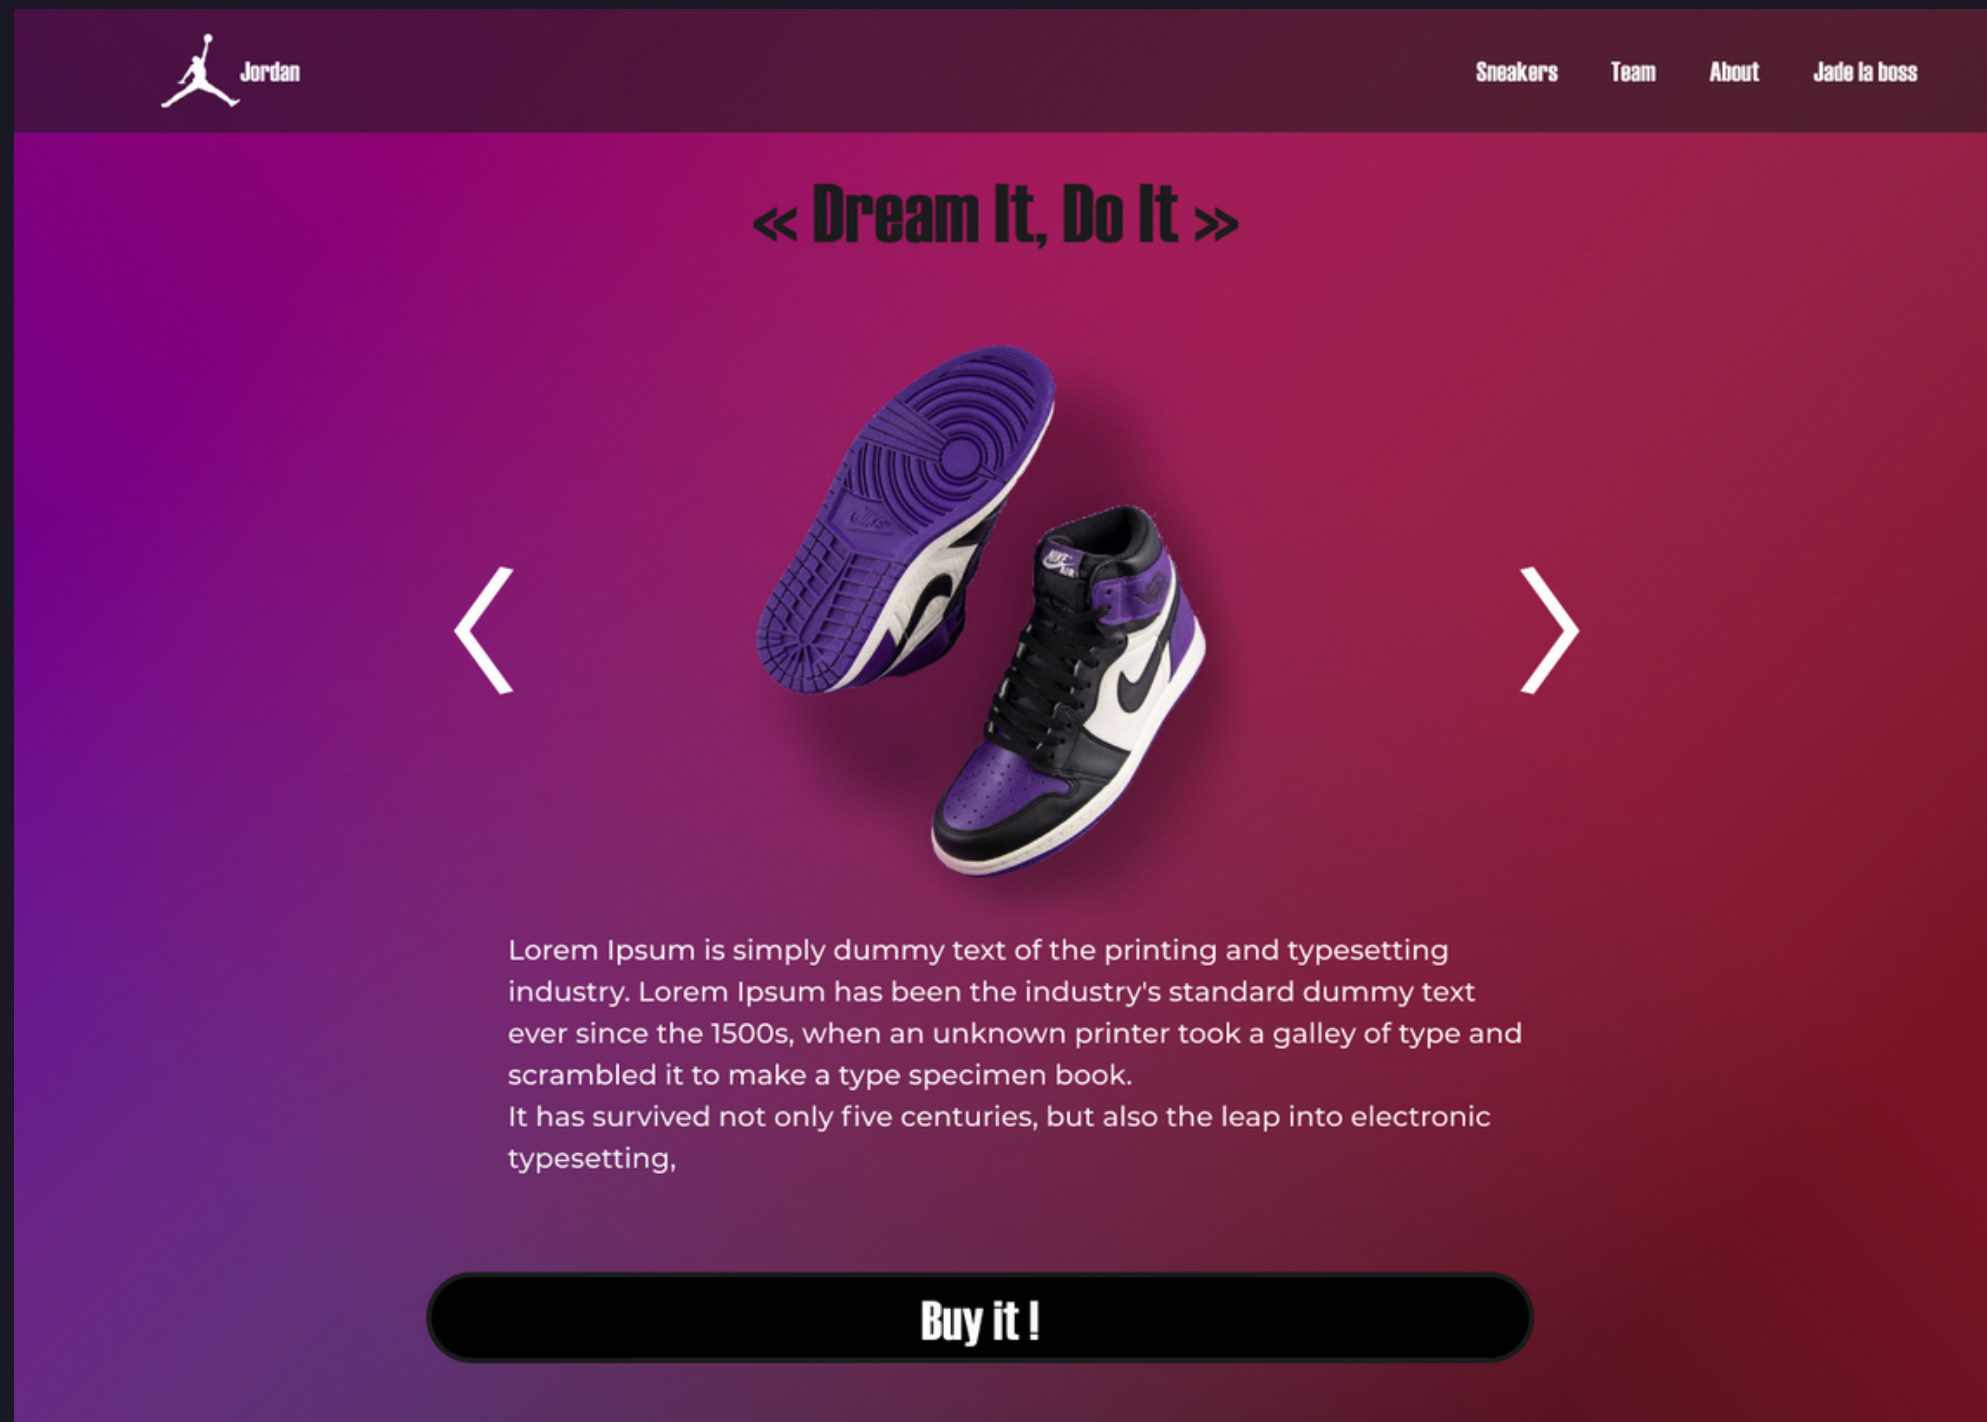 Jordan
Sneakers Team About Jade la boss
« Dream It, Do It »
NIKE
NIKE
AIR
Lorem Ipsum is simply dummy text of the printing and typesetting
industry. Lorem Ipsum has been the industry's standard dummy text
ever since the 1500s, when an unknown printer took a galley of type and
scrambled it to make a type specimen book.
It has survived not only five centuries, but also the leap into electronic
typesetting,
Buy it !